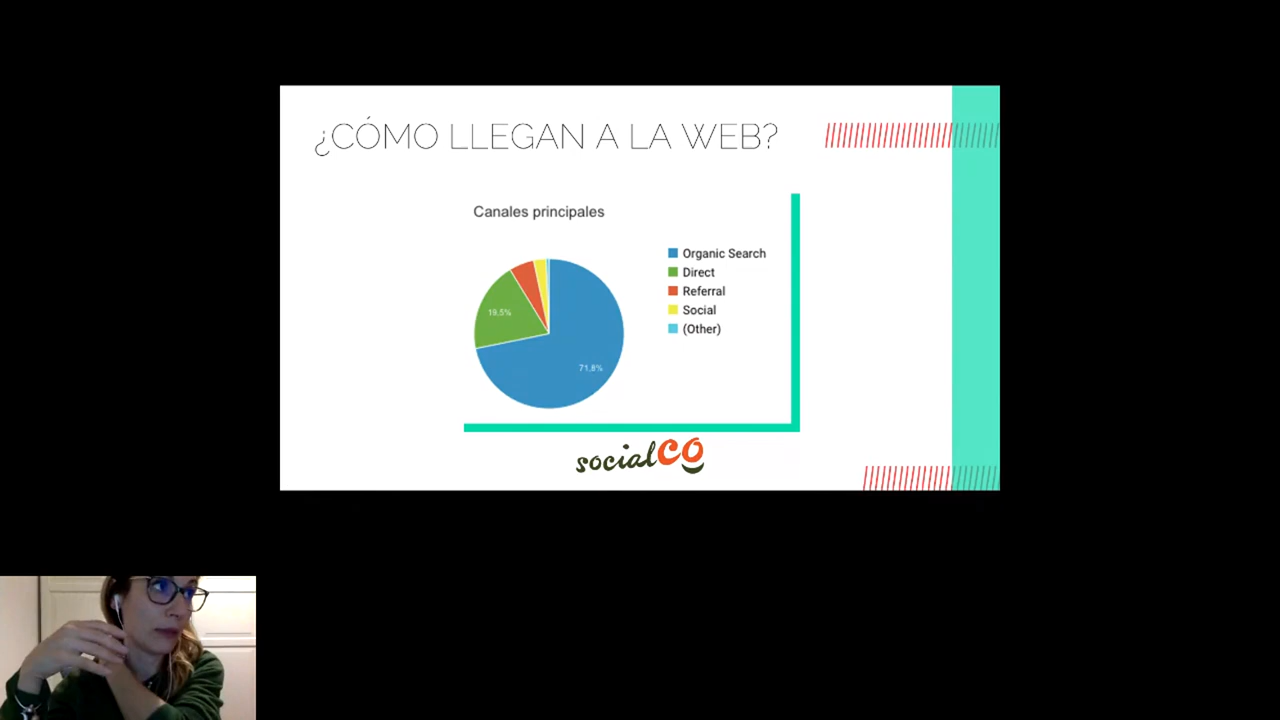 ¿CÓMO LLEGAN A LA WEB?
Canales principales
Organic Search
Direct
Referral
Social
(Other)
19,5%
71,8%
socialCO